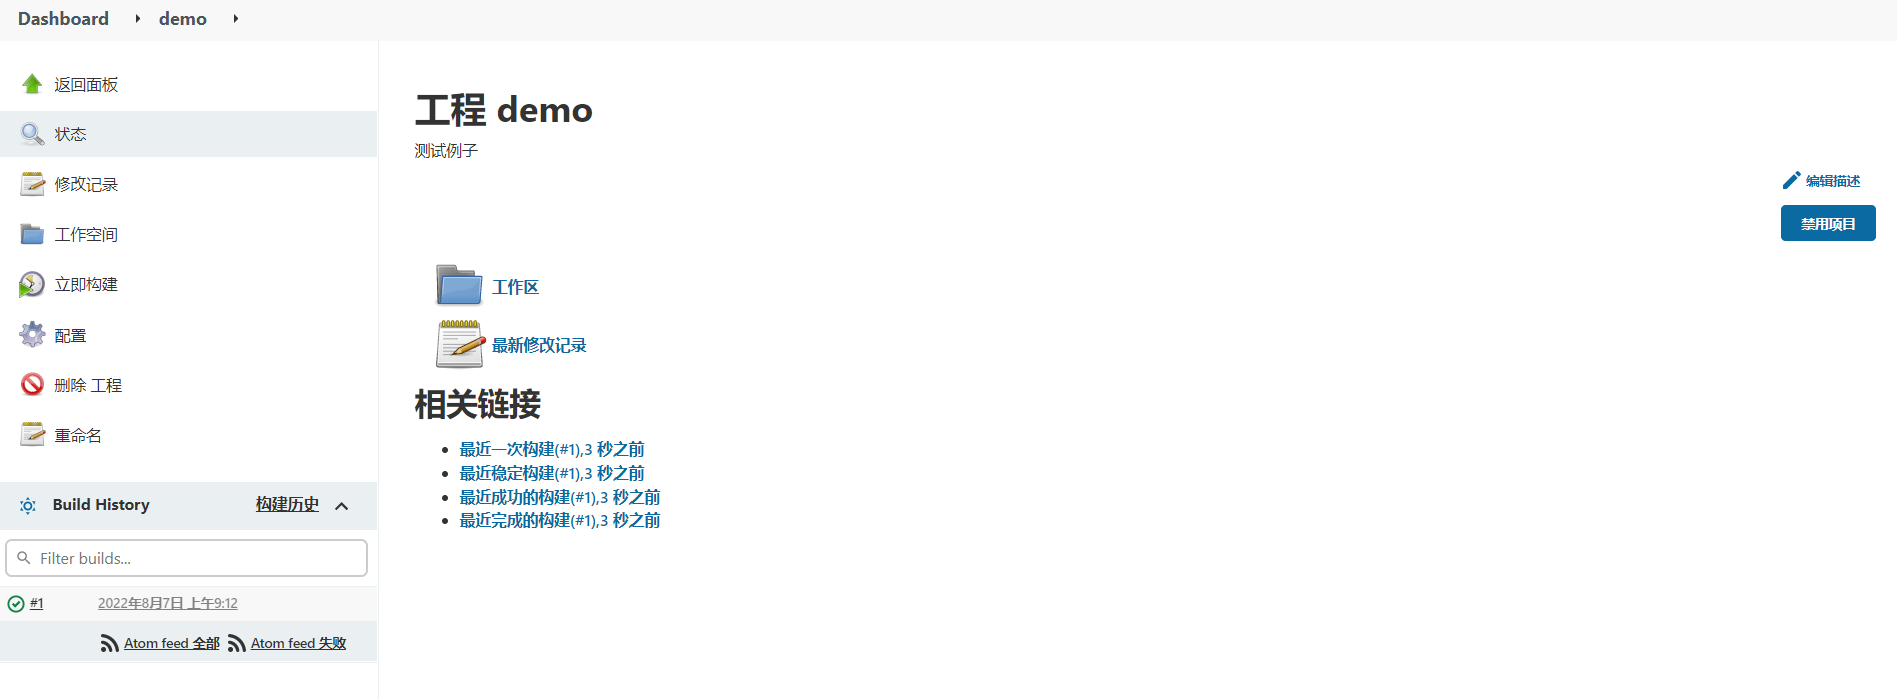 Dashboard demo
返回面板
状态
修改记录
工作空间
立即构建
配置
删除 工程
重命名
Build History 构建历史
Filter builds...
#1 2022年8月7日 上午9:12
Atom feed 全部 Atom feed 失败
工程 demo
测试例子
编辑描述
禁用项目
工作区
最新修改记录
相关链接
最近一次构建(#1),3 秒之前
最近稳定构建(#1),3 秒之前
最近成功的构建(#1),3 秒之前
最近完成的构建(#1),3 秒之前